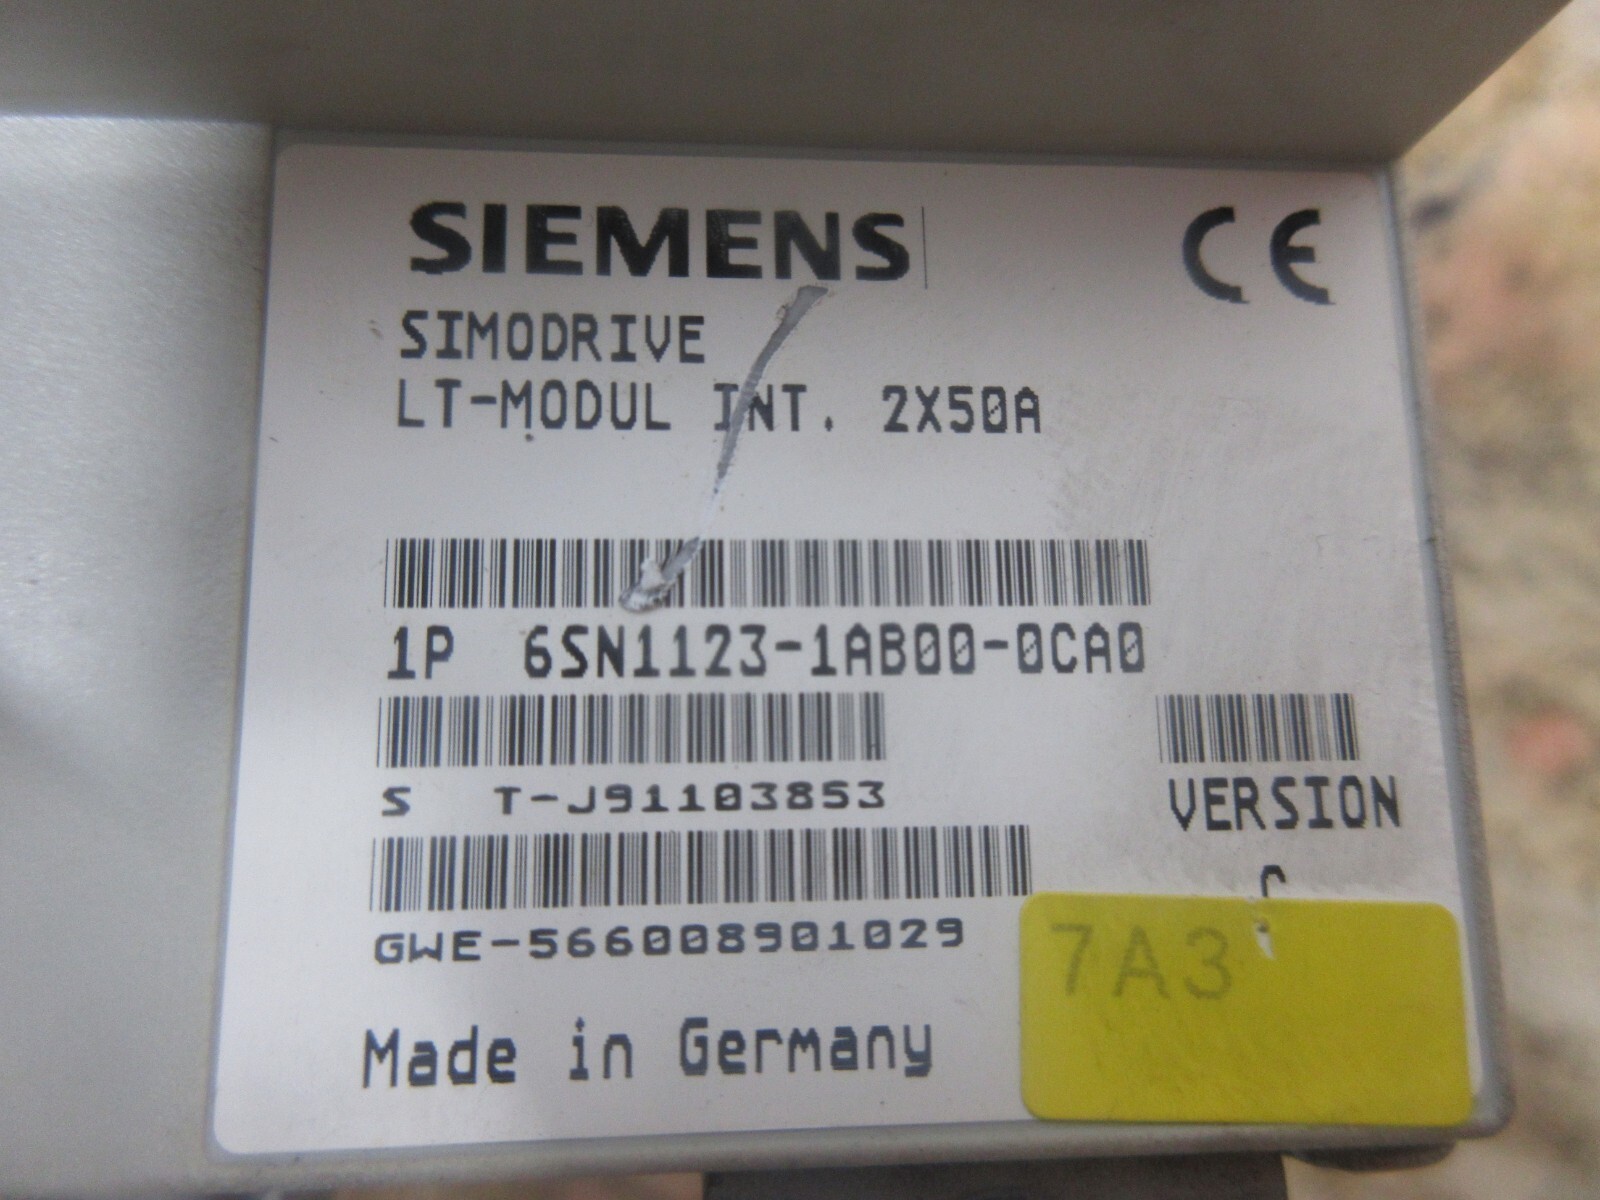 SIEMENS CE
SIMODRIVE
LT-MODUL INT. 2X50A
1P 6SN1123-1AB00-0CA0
S T-J91103853
VERSION
GWE-566008901029
7A3
Made in Germany